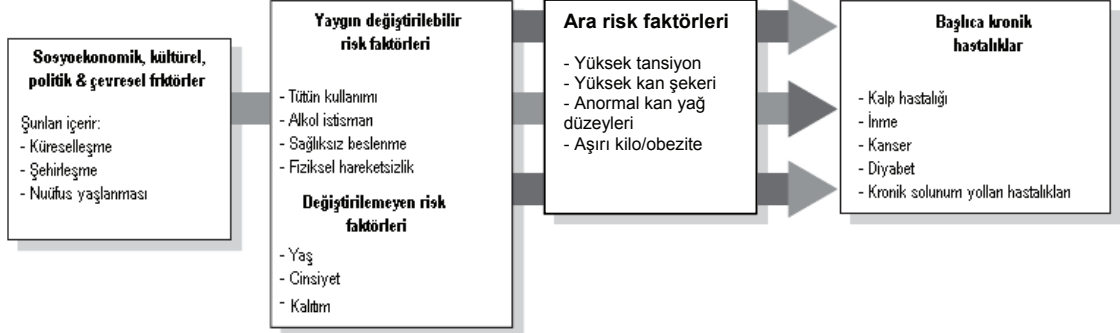 Sosyoekonomik, kültürel,
politik & çevresel frktörler
Şunları içerir:
- Küreselleşme
- Şehirleşme
- Nuüfus yaşlanması
Yaygın değiştirilebilir
risk faktörleri
- Tütün kullanımı
- Alkol istismarı
- Sağlıksız beslenme
- Fiziksel hareketsizlik
Değiştirilemeyen risk
faktörleri
- Yaş
- Cinsiyet
- Kalıtım
Ara risk faktörleri
- Yüksek tansiyon
- Yüksek kan şekeri
- Anormal kan yağ
düzeyleri
- Aşırı kilo/obezite
Başlıca kronik
hastalıklar
- Kalp hastalığı
- İnme
- Kanser
- Diyabet
- Kronik solunum yolları hastalıkları